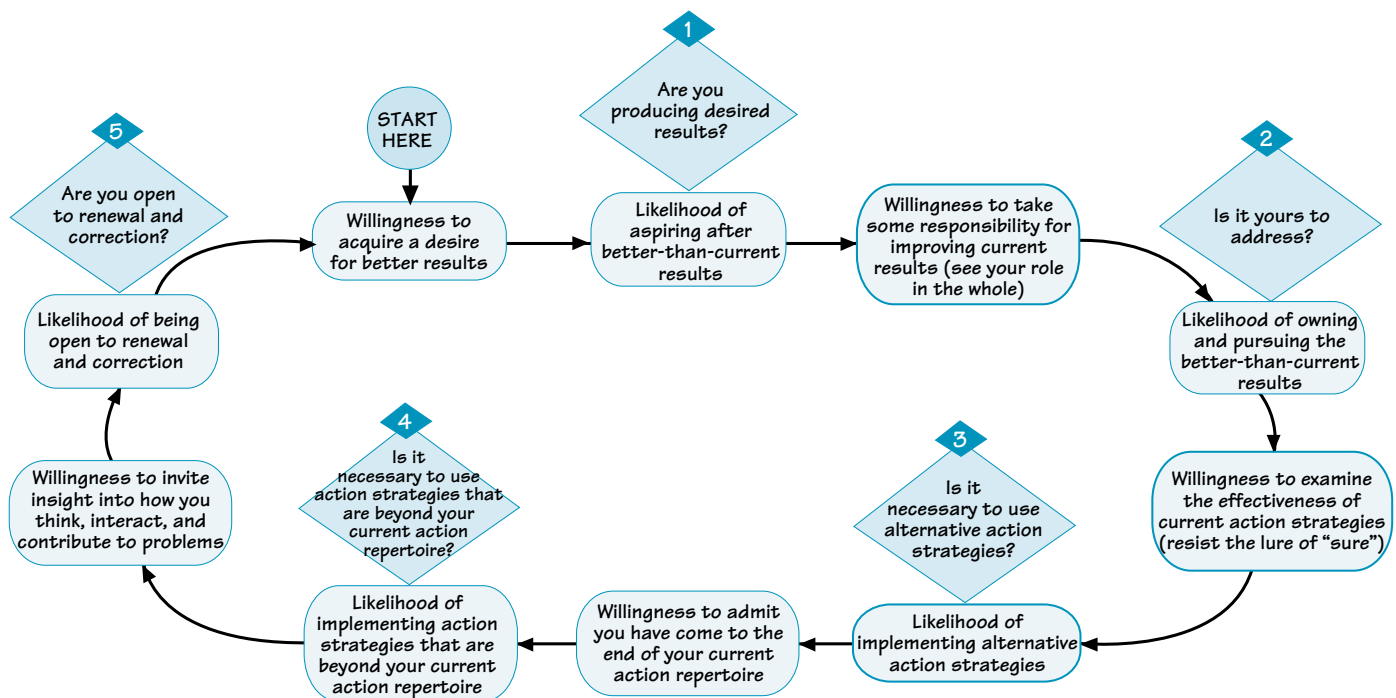 START
HERE
Willingness to
acquire a desire
for better results
1
Are you
producing desired
results?
Likelihood of
aspiring after
better-than-current
results
Willingness to take
some responsibility for
improving current
results (see your role
in the whole)
2
Is it yours to
address?
Likelihood of owning
and pursuing the
better-than-current
results
Willingness to examine
the effectiveness of
current action strategies
(resist the lure of “sure”)
3
Is it
necessary to use
alternative action
strategies?
Likelihood of
implementing alternative
action strategies
Willingness to admit
you have come to the
end of your current
action repertoire
4
Is it
necessary to use
action strategies that
are beyond your
current action
repertoire?
Likelihood of
implementing action
strategies that are
beyond your current
action repertoire
Willingness to invite
insight into how you
think, interact, and
contribute to problems
5
Are you open
to renewal and
correction?
Likelihood of being
open to renewal
and correction